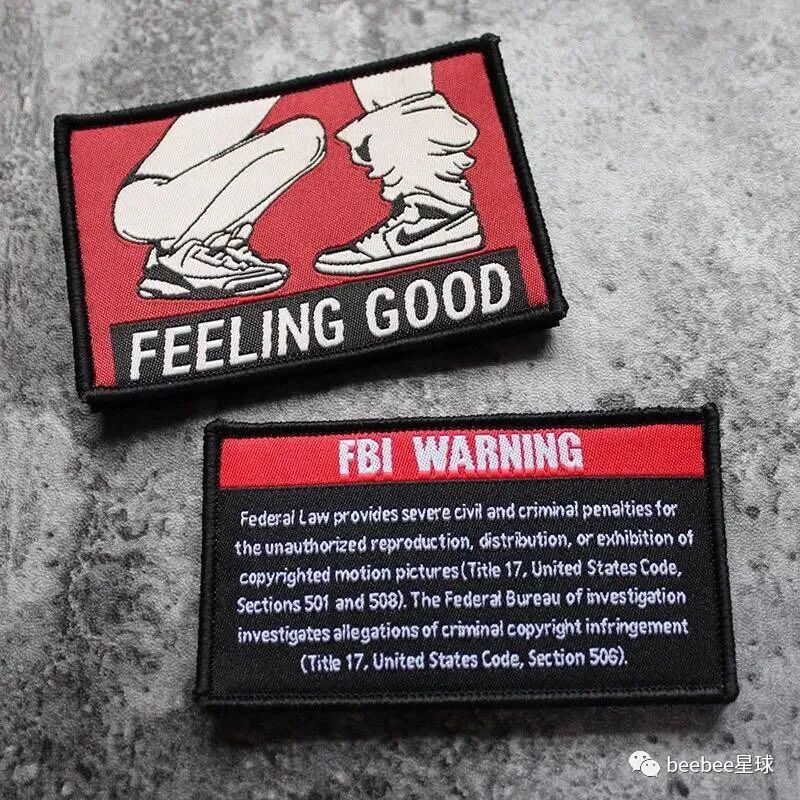 FEELING GOOD
FBI WARNING
Federal Law provides severe civil and criminal penalties for
the unauthorized reproduction, distribution, or exhibition of
copyrighted motion pictures(Title 17, United States Code,
Sections 501 and 508). The Federal Bureau of investigation
investigates allegations of criminal copyright infringement
(Title 17, United States Code, Section 506).
beebee星球